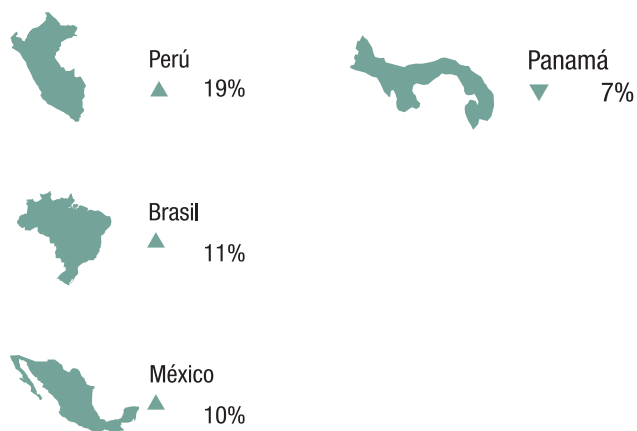 Perú
▲ 19%
Brasil
▲ 11%
México
▲ 10%
Panamá
▼ 7%